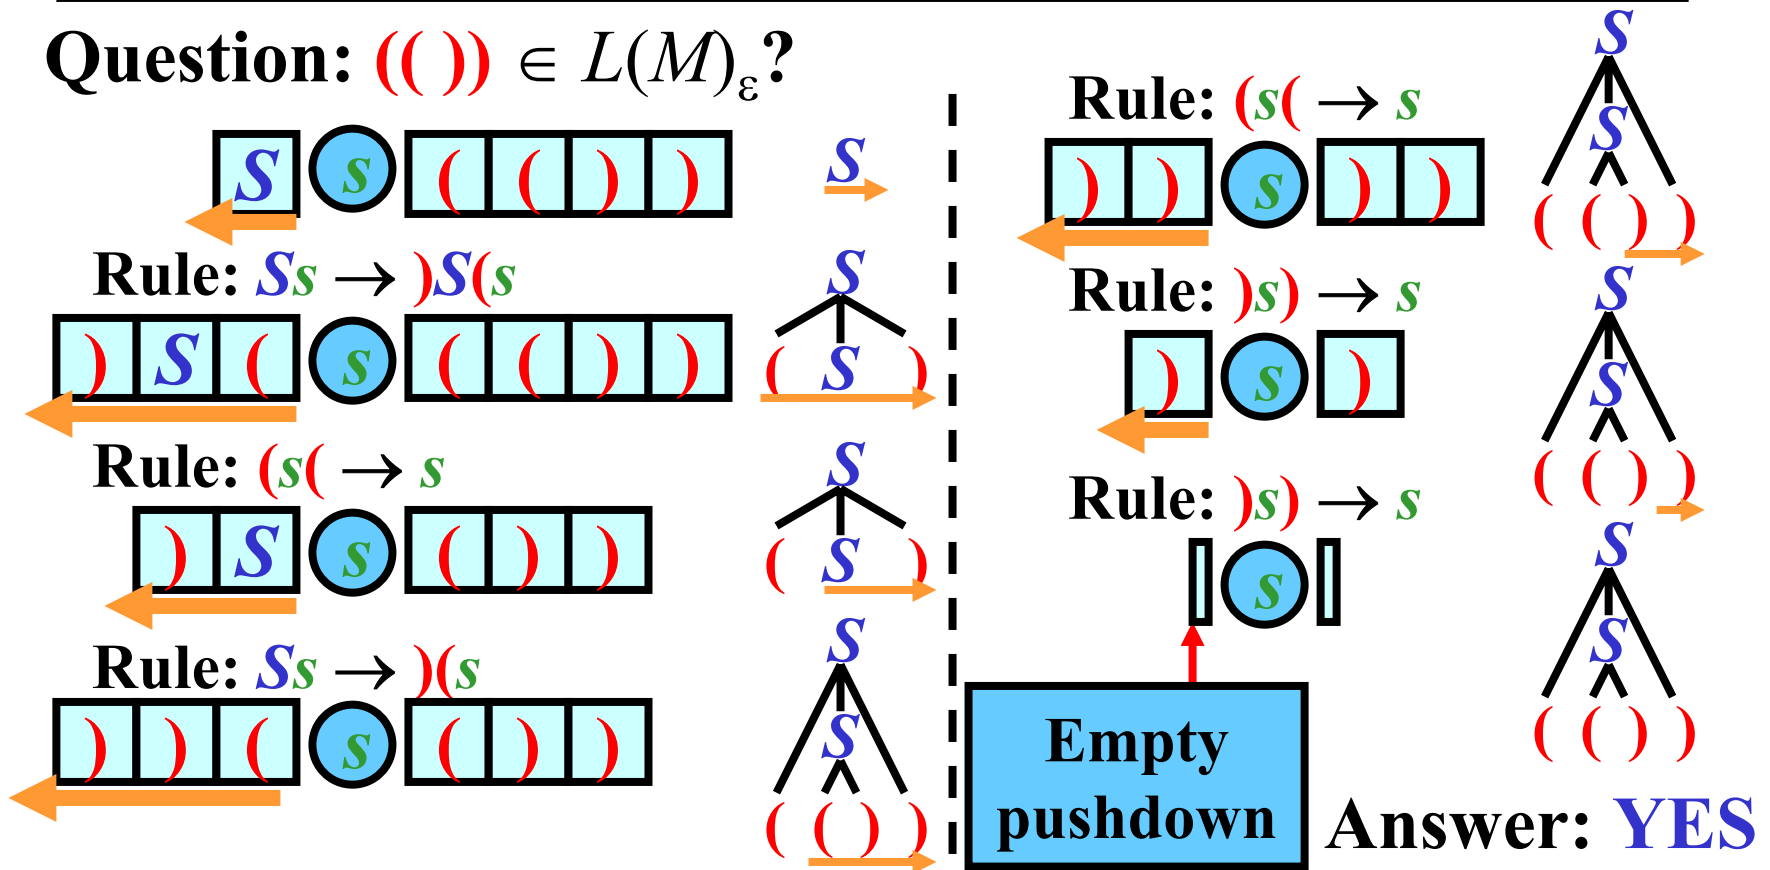 Question: (( )) ∈ L(M)ε?
S s ( ( ) ) S
Rule: Ss → )S(s
S
) S ( s ( ( ) )
( S )
Rule: (s( → s
S
) S s ( ) )
( S )
Rule: Ss → )(s
S
) ) ( s ( ) )
S
( ( ) )
S
Rule: (s( → s
S
) ) s ) )
( ( ) )
Rule: )s) → s
S
) s )
S
( ( ) )
Rule: )s) → s
S
s
S
( ( ) )
Empty
pushdown
Answer: YES